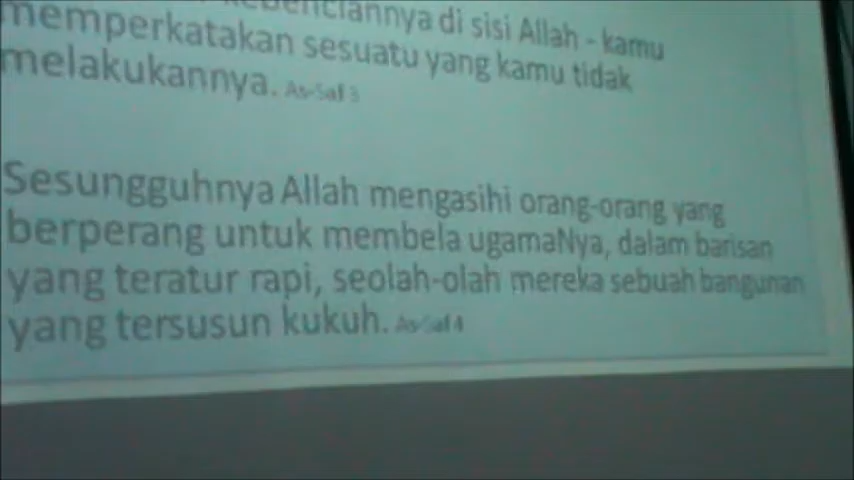 kebenciannya di sisi Allah - kamu
memperkatakan sesuatu yang kamu tidak
melakukannya. As-Saf 3
Sesungguhnya Allah mengasihi orang-orang yang
berperang untuk membela ugamaNya, dalam barisan
yang teratur rapi, seolah-olah mereka sebuah bangunan
yang tersusun kukuh. As-Saf 4